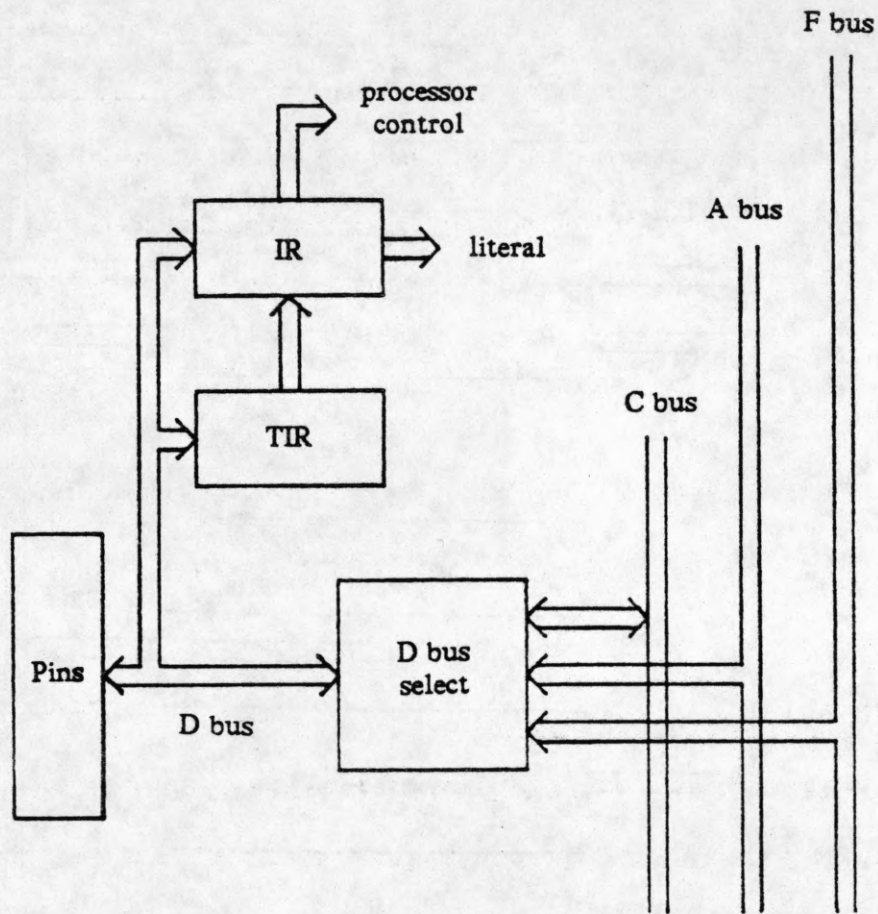 F bus
processor
control
A bus
IR
literal
C bus
TIR
D bus
select
Pins
D bus